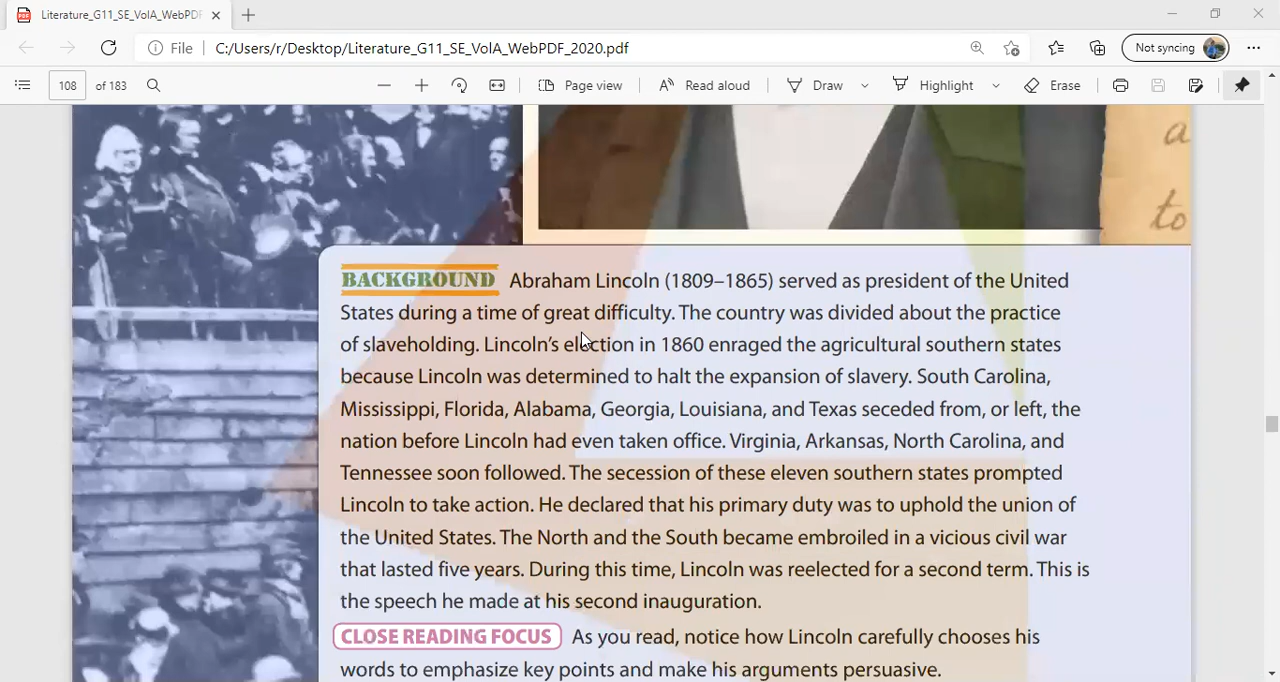 Literature_G11_SE_VolA_WebPDF
File
C:/Users/r/Desktop/Literature_G11_SE_VolA_WebPDF_2020.pdf
Not syncing
108 of 183
Page view
Read aloud
Draw
Highlight
Erase
a
to
BACKGROUND Abraham Lincoln (1809–1865) served as president of the United
States during a time of great difficulty. The country was divided about the practice
of slaveholding. Lincoln's election in 1860 enraged the agricultural southern states
because Lincoln was determined to halt the expansion of slavery. South Carolina,
Mississippi, Florida, Alabama, Georgia, Louisiana, and Texas seceded from, or left, the
nation before Lincoln had even taken office. Virginia, Arkansas, North Carolina, and
Tennessee soon followed. The secession of these eleven southern states prompted
Lincoln to take action. He declared that his primary duty was to uphold the union of
the United States. The North and the South became embroiled in a vicious civil war
that lasted five years. During this time, Lincoln was reelected for a second term. This is
the speech he made at his second inauguration.
CLOSE READING FOCUS As you read, notice how Lincoln carefully chooses his
words to emphasize key points and make his arguments persuasive.